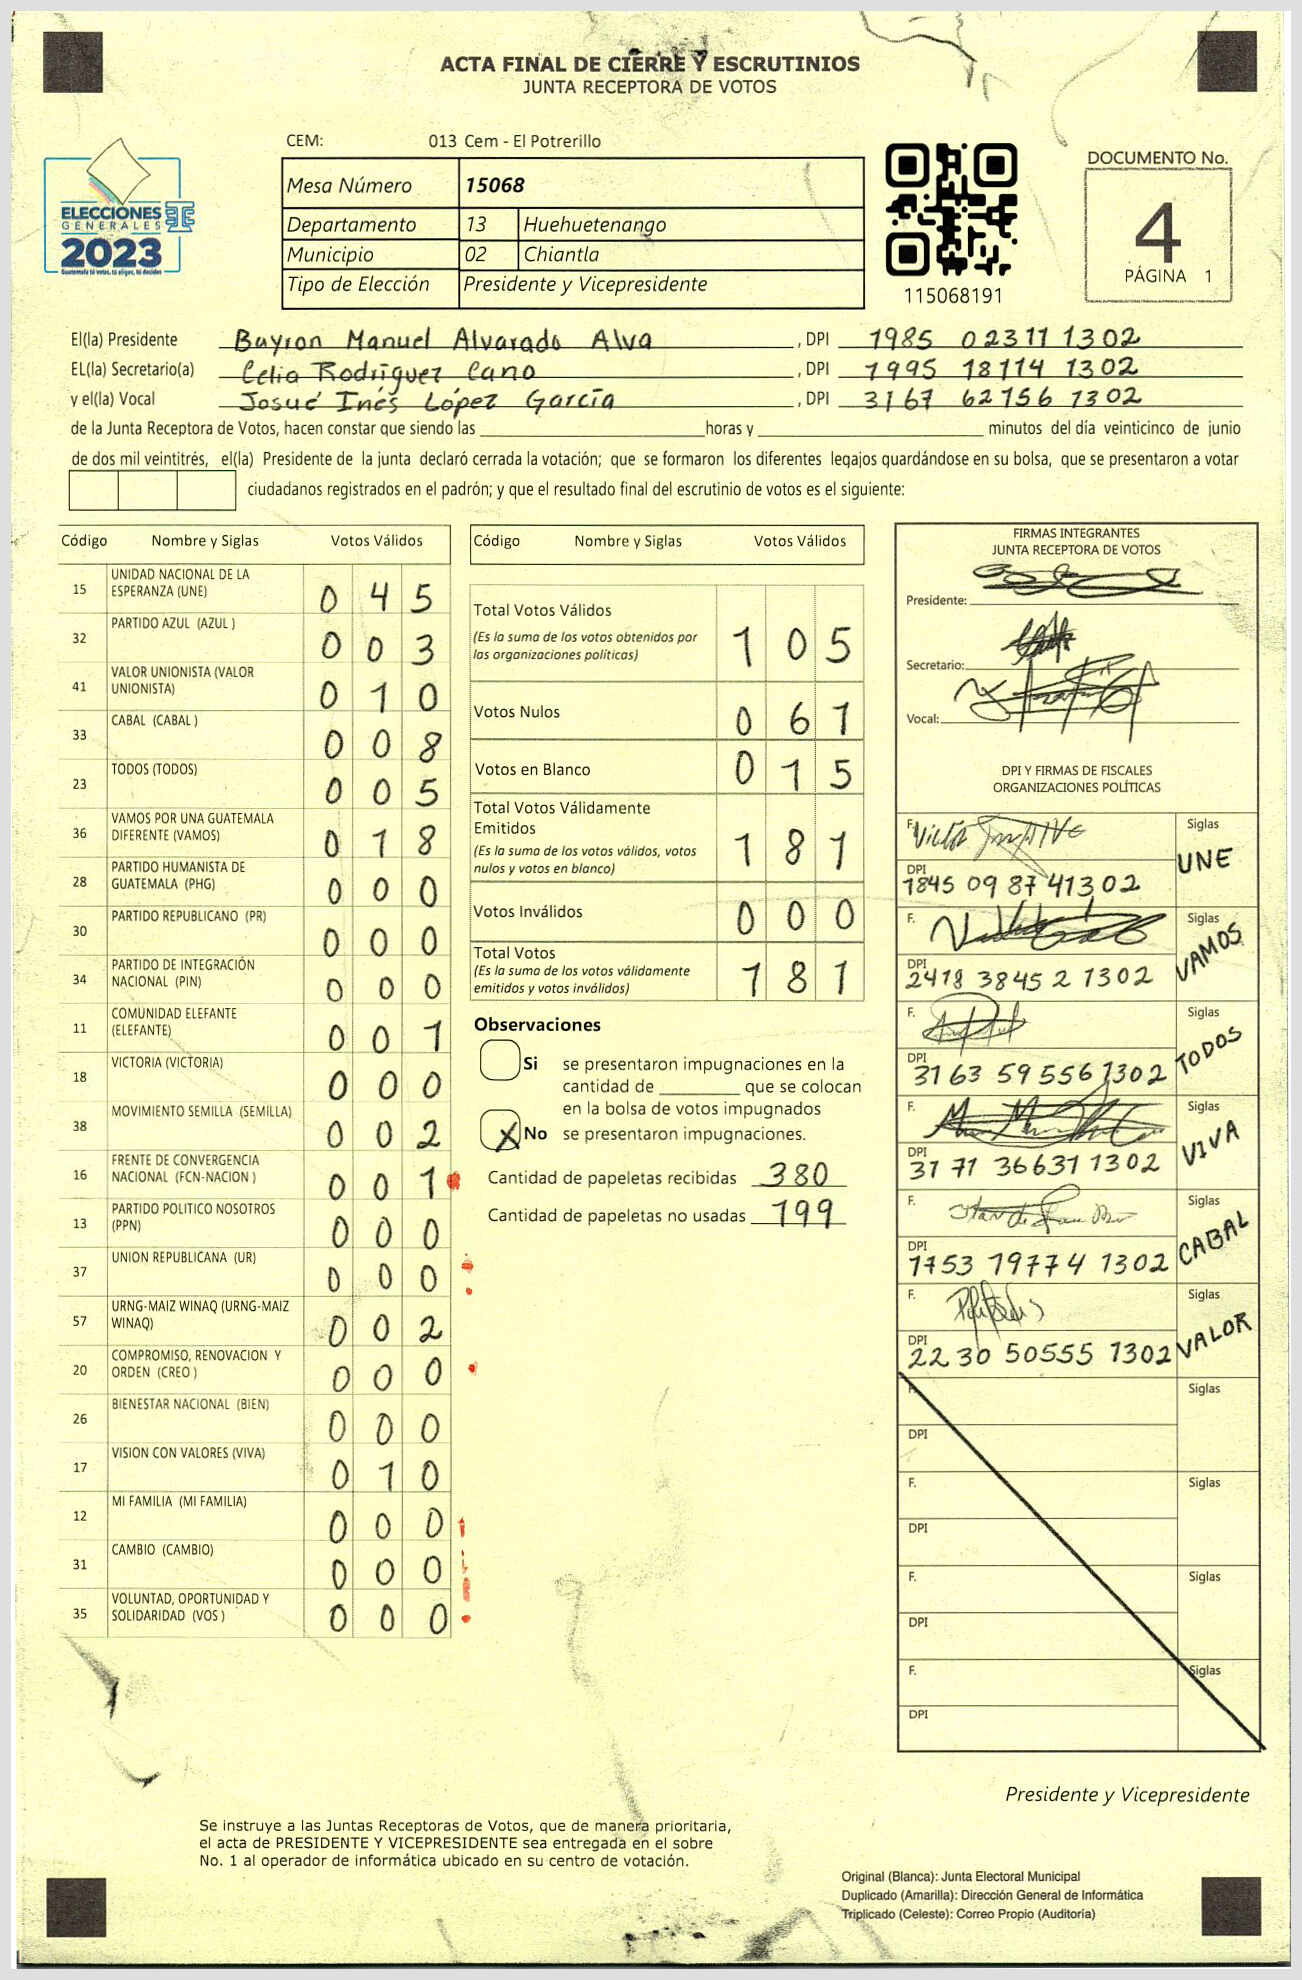 ACTA FINAL DE CIERRE Y ESCRUTINIOS
JUNTA RECEPTORA DE VOTOS
CEM: 013 Cem - El Potrerillo
ELECCIONES
GENERALES
2023
Guatemala tú votas, tú eliges, tú decides
Mesa Número 15068
Departamento 13 Huehuetenango
Municipio 02 Chiantla
Tipo de Elección Presidente y Vicepresidente
115068191
DOCUMENTO No.
4
PÁGINA 1
El(la) Presidente Bayron Manuel Alvarado Alva , DPI 1985 02311 1302
EL(la) Secretario(a) Celia Rodríguez Cano , DPI 1995 18114 1302
y el(la) Vocal Josué Inés López García , DPI 3167 62756 1302
de la Junta Receptora de Votos, hacen constar que siendo las horas y minutos del día veinticinco de junio
de dos mil veintitrés, el(la) Presidente de la junta declaró cerrada la votación; que se formaron los diferentes legajos guardándose en su bolsa, que se presentaron a votar
ciudadanos registrados en el padrón; y que el resultado final del escrutinio de votos es el siguiente:
Código Nombre y Siglas Votos Válidos
15 UNIDAD NACIONAL DE LA ESPERANZA (UNE) 0 4 5
32 PARTIDO AZUL (AZUL ) 0 0 3
41 VALOR UNIONISTA (VALOR UNIONISTA) 0 1 0
33 CABAL (CABAL ) 0 0 8
23 TODOS (TODOS) 0 0 5
36 VAMOS POR UNA GUATEMALA DIFERENTE (VAMOS) 0 1 8
28 PARTIDO HUMANISTA DE GUATEMALA (PHG) 0 0 0
30 PARTIDO REPUBLICANO (PR) 0 0 0
34 PARTIDO DE INTEGRACIÓN NACIONAL (PIN) 0 0 0
11 COMUNIDAD ELEFANTE (ELEFANTE) 0 0 1
18 VICTORIA (VICTORIA) 0 0 0
38 MOVIMIENTO SEMILLA (SEMILLA) 0 0 2
16 FRENTE DE CONVERGENCIA NACIONAL (FCN-NACION ) 0 0 1
13 PARTIDO POLITICO NOSOTROS (PPN) 0 0 0
37 UNION REPUBLICANA (UR) 0 0 0
57 URNG-MAIZ WINAQ (URNG-MAIZ WINAQ) 0 0 2
20 COMPROMISO, RENOVACION Y ORDEN (CREO ) 0 0 0
26 BIENESTAR NACIONAL (BIEN) 0 0 0
17 VISION CON VALORES (VIVA) 0 1 0
12 MI FAMILIA (MI FAMILIA) 0 0 0
31 CAMBIO (CAMBIO) 0 0 0
35 VOLUNTAD, OPORTUNIDAD Y SOLIDARIDAD (VOS ) 0 0 0
Código Nombre y Siglas Votos Válidos
Total Votos Válidos 1 0 5
(Es la suma de los votos obtenidos por
las organizaciones políticas)
Votos Nulos 0 6 1
Votos en Blanco 0 1 5
Total Votos Válidamente
Emitidos 1 8 1
(Es la suma de los votos válidos, votos
nulos y votos en blanco)
Votos Inválidos 0 0 0
Total Votos 1 8 1
(Es la suma de los votos válidamente
emitidos y votos inválidos)
Observaciones
Si se presentaron impugnaciones en la
cantidad de que se colocan
en la bolsa de votos impugnados
X No se presentaron impugnaciones.
Cantidad de papeletas recibidas 380
Cantidad de papeletas no usadas 199
FIRMAS INTEGRANTES
JUNTA RECEPTORA DE VOTOS
Presidente:
Secretario:
Vocal:
DPI Y FIRMAS DE FISCALES
ORGANIZACIONES POLÍTICAS
F. Siglas UNE
DPI 1845 09 87 41302
F. Siglas VAMOS
DPI 2418 3845 2 1302
F. Siglas TODOS
DPI 3163 59 556 1302
F. Siglas VIVA
DPI 3171 36631 1302
F. Siglas CABAL
DPI 1753 19774 1302
F. Siglas VALOR
DPI 2230 50555 1302
F. Siglas
DPI
F. Siglas
DPI
F. Siglas
DPI
F. Siglas
DPI
Presidente y Vicepresidente
Se instruye a las Juntas Receptoras de Votos, que de manera prioritaria,
el acta de PRESIDENTE Y VICEPRESIDENTE sea entregada en el sobre
No. 1 al operador de informática ubicado en su centro de votación.
Original (Blanca): Junta Electoral Municipal
Duplicado (Amarilla): Dirección General de Informática
Triplicado (Celeste): Correo Propio (Auditoría)